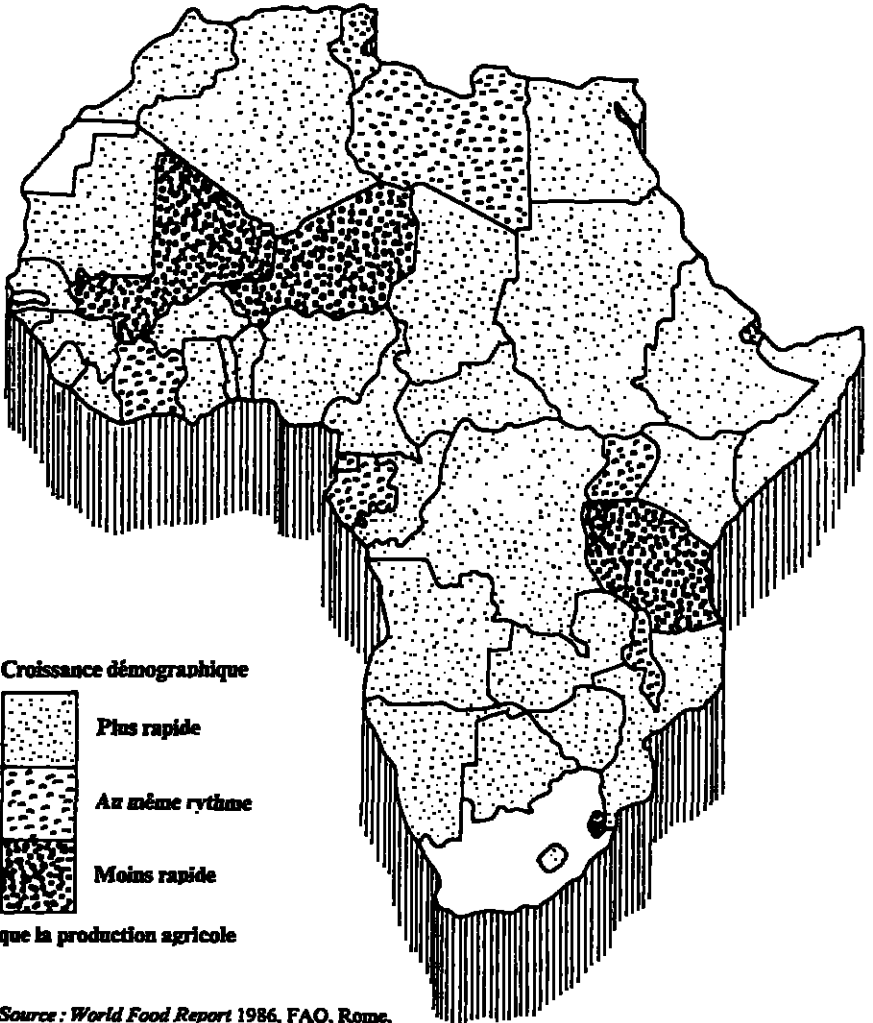 Croissance démographique
Plus rapide
Au même rythme
Moins rapide
que la production agricole
Source : World Food Report 1986, FAO, Rome,